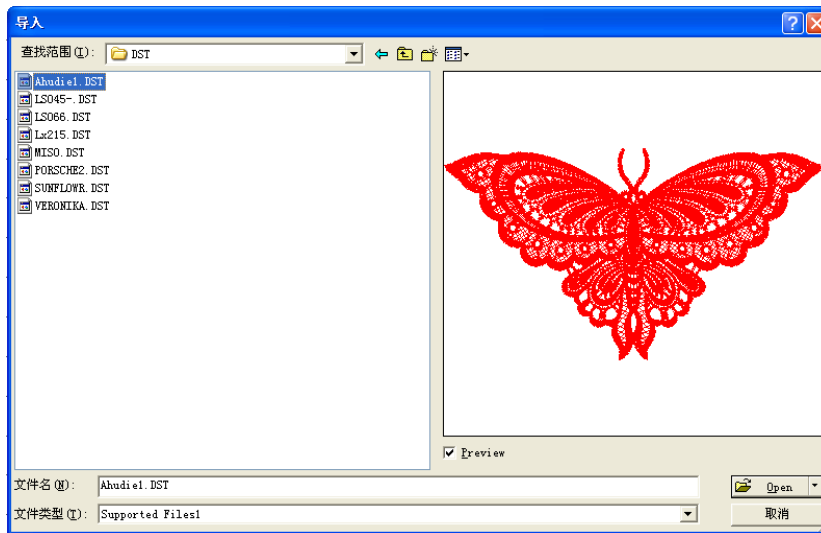 导入
查找范围(I): DST
Ahudie1.DST
LS045-.DST
LS066.DST
Lx215.DST
MISO.DST
PORSCHE2.DST
SUNFLOWR.DST
VERONIKA.DST
Preview
文件名(N): Ahudie1.DST
Open
文件类型(T): Supported Files1
取消